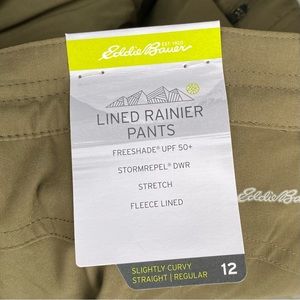 Eddie Bauer
EST. 1920
LINED RAINIER
PANTS
FREESHADE® UPF 50+
STORMREPEL® DWR
STRETCH
FLEECE LINED
Eddie Bauer
SLIGHTLY CURVY
STRAIGHT | REGULAR
12